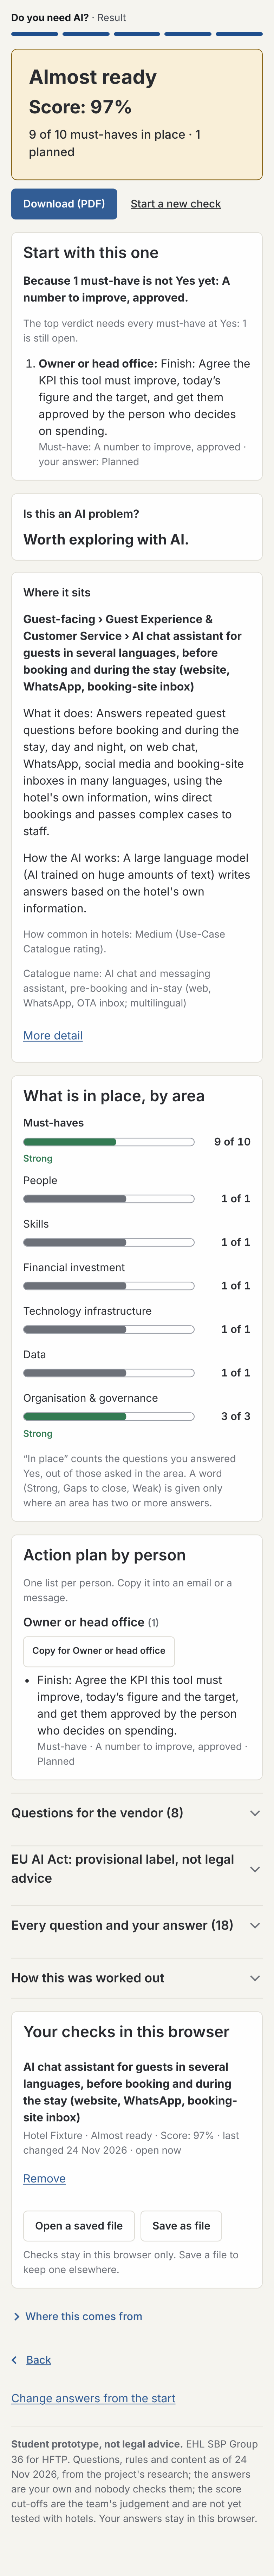 Do you need AI? · Result
Almost ready
Score: 97%
9 of 10 must-haves in place · 1
planned
Download (PDF)
Start a new check
Start with this one
Because 1 must-have is not Yes yet: A
number to improve, approved.
The top verdict needs every must-have at Yes: 1
is still open.
1. Owner or head office: Finish: Agree the
KPI this tool must improve, today’s
figure and the target, and get them
approved by the person who decides
on spending.
Must-have: A number to improve, approved ·
your answer: Planned
Is this an AI problem?
Worth exploring with AI.
Where it sits
Guest-facing › Guest Experience &
Customer Service › AI chat assistant for
guests in several languages, before
booking and during the stay (website,
WhatsApp, booking-site inbox)
What it does: Answers repeated guest
questions before booking and during the
stay, day and night, on web chat,
WhatsApp, social media and booking-site
inboxes in many languages, using the
hotel's own information, wins direct
bookings and passes complex cases to
staff.
How the AI works: A large language model
(AI trained on huge amounts of text) writes
answers based on the hotel's own
information.
How common in hotels: Medium (Use-Case
Catalogue rating).
Catalogue name: AI chat and messaging
assistant, pre-booking and in-stay (web,
WhatsApp, OTA inbox; multilingual)
More detail
What is in place, by area
Must-haves
9 of 10
Strong
People
1 of 1
Skills
1 of 1
Financial investment
1 of 1
Technology infrastructure
1 of 1
Data
1 of 1
Organisation & governance
3 of 3
Strong
“In place” counts the questions you answered
Yes, out of those asked in the area. A word
(Strong, Gaps to close, Weak) is given only
where an area has two or more answers.
Action plan by person
One list per person. Copy it into an email or a
message.
Owner or head office (1)
Copy for Owner or head office
• Finish: Agree the KPI this tool must
improve, today’s figure and the target,
and get them approved by the person
who decides on spending.
Must-have · A number to improve, approved ·
Planned
Questions for the vendor (8)
EU AI Act: provisional label, not legal
advice
Every question and your answer (18)
How this was worked out
Your checks in this browser
AI chat assistant for guests in several
languages, before booking and during
the stay (website, WhatsApp, booking-
site inbox)
Hotel Fixture · Almost ready · Score: 97% · last
changed 24 Nov 2026 · open now
Remove
Open a saved file
Save as file
Checks stay in this browser only. Save a file to
keep one elsewhere.
Where this comes from
Back
Change answers from the start
Student prototype, not legal advice. EHL SBP Group
36 for HFTP. Questions, rules and content as of 24
Nov 2026, from the project's research; the answers
are your own and nobody checks them; the score
cut-offs are the team's judgement and are not yet
tested with hotels. Your answers stay in this browser.